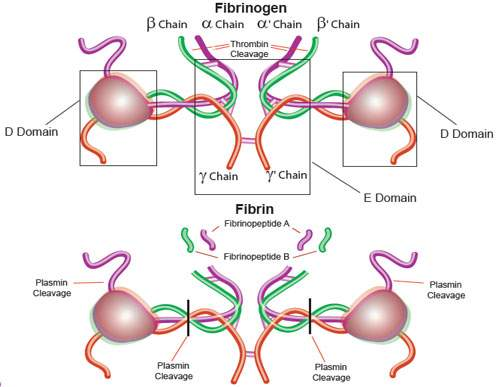 Fibrinogen
β Chain α Chain α' Chain β' Chain
Thrombin
Cleavage
D Domain
D Domain
γ Chain
γ' Chain
E Domain
Fibrin
Fibrinopeptide A
Fibrinopeptide B
Plasmin
Cleavage
Plasmin
Cleavage
Plasmin
Cleavage
Plasmin
Cleavage